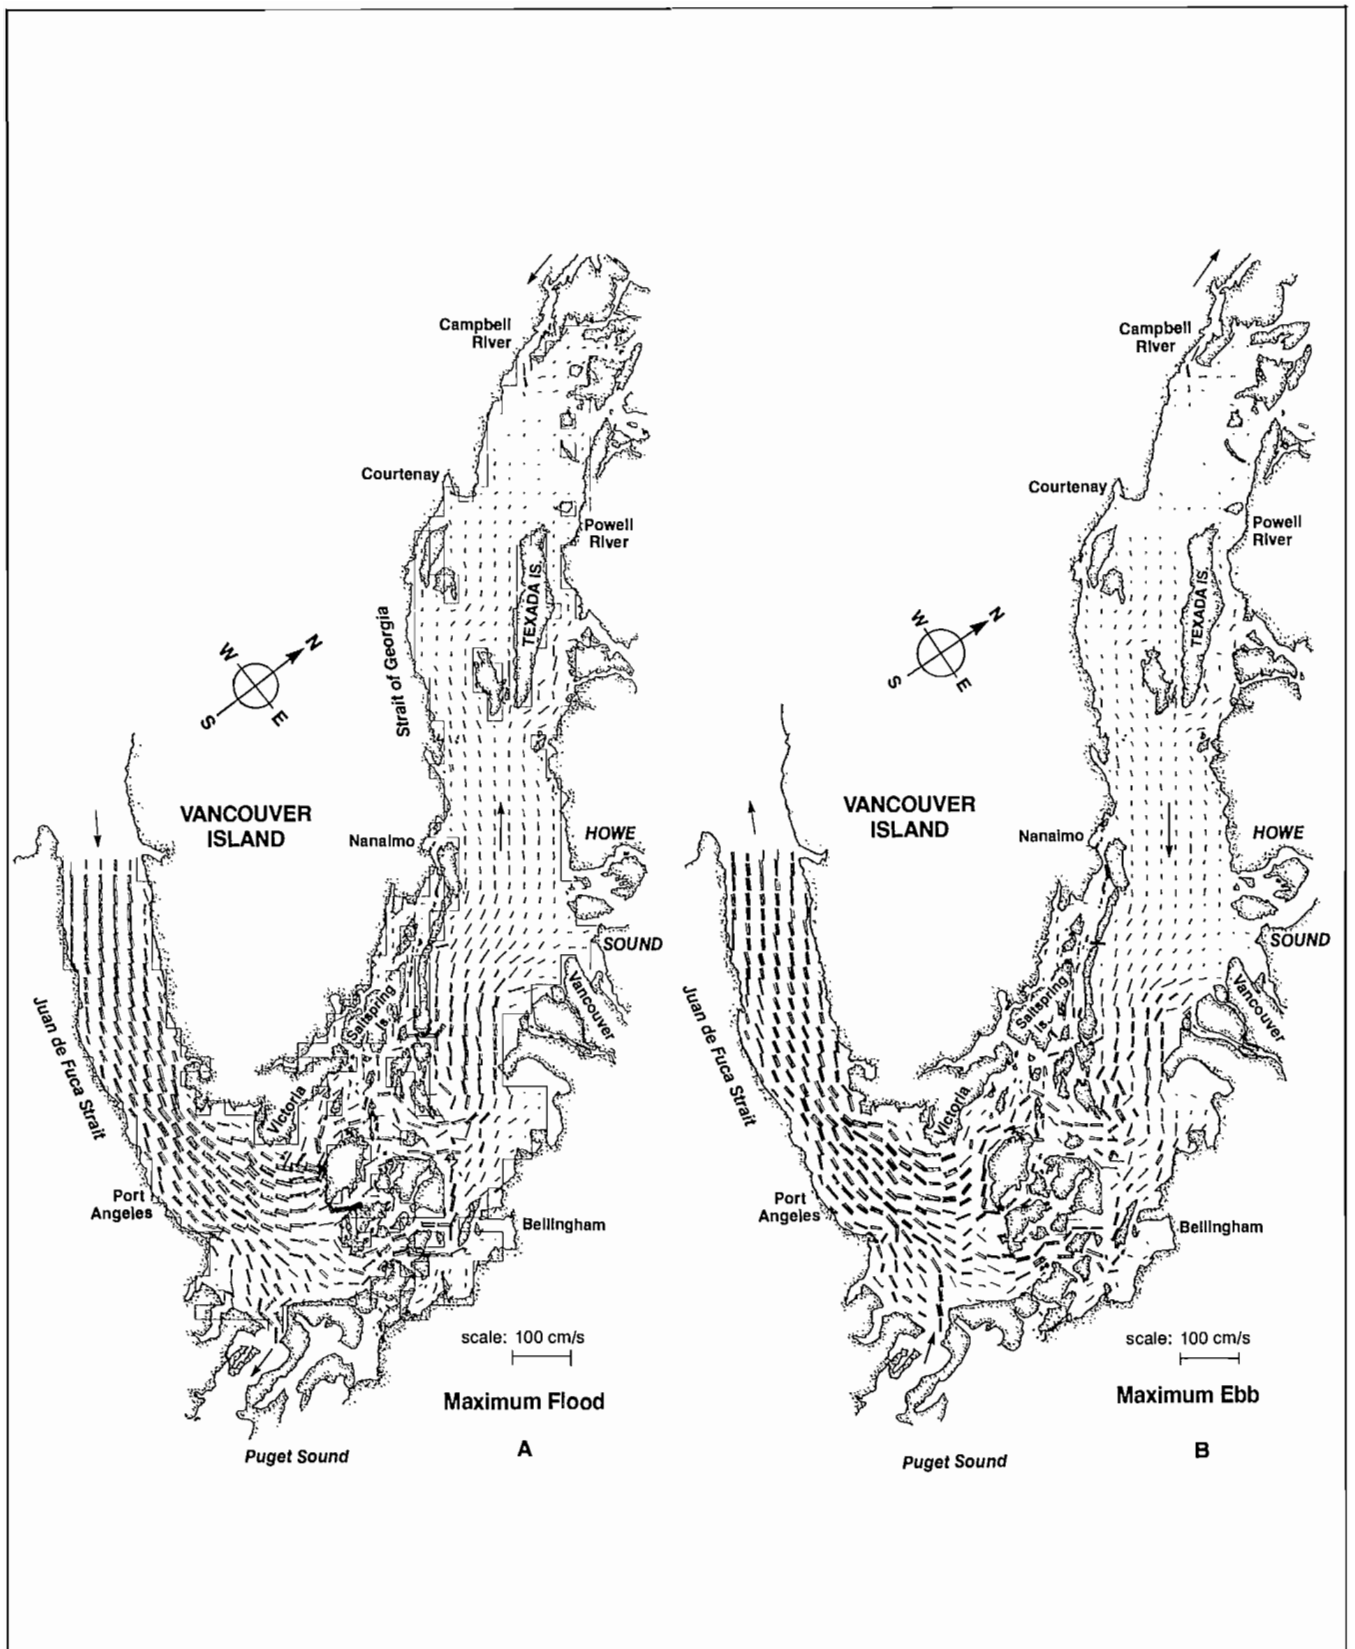 Campbell
River
Courtenay
Powell
River
TEXADA IS.
Strait of Georgia
N
W
S
E
VANCOUVER
ISLAND
Nanaimo
HOWE
SOUND
Vancouver
Saltspring
Is.
Juan de Fuca Strait
Victoria
Port
Angeles
Bellingham
scale: 100 cm/s
Maximum Flood
A
Puget Sound
Campbell
River
Courtenay
Powell
River
TEXADA IS.
N
W
S
E
VANCOUVER
ISLAND
Nanaimo
HOWE
SOUND
Vancouver
Saltspring
Is.
Juan de Fuca Strait
Victoria
Port
Angeles
Bellingham
scale: 100 cm/s
Maximum Ebb
B
Puget Sound